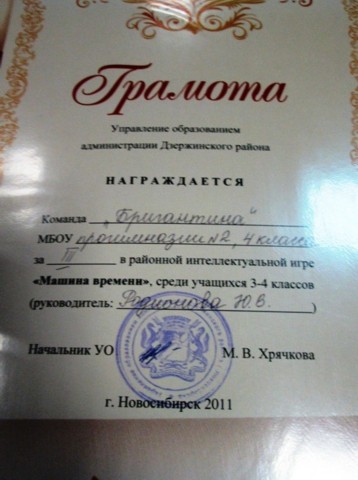 Грамота
Управление образованием
администрации Дзержинского района
НАГРАЖДАЕТСЯ
Команда „Бригантина"
МБОУ прогимназии №2, 4 класса
за III в районной интеллектуальной игре
«Машина времени», среди учащихся 3-4 классов
(руководитель: Родионова Ю.В.)
Начальник УО М. В. Хрячкова
г. Новосибирск 2011